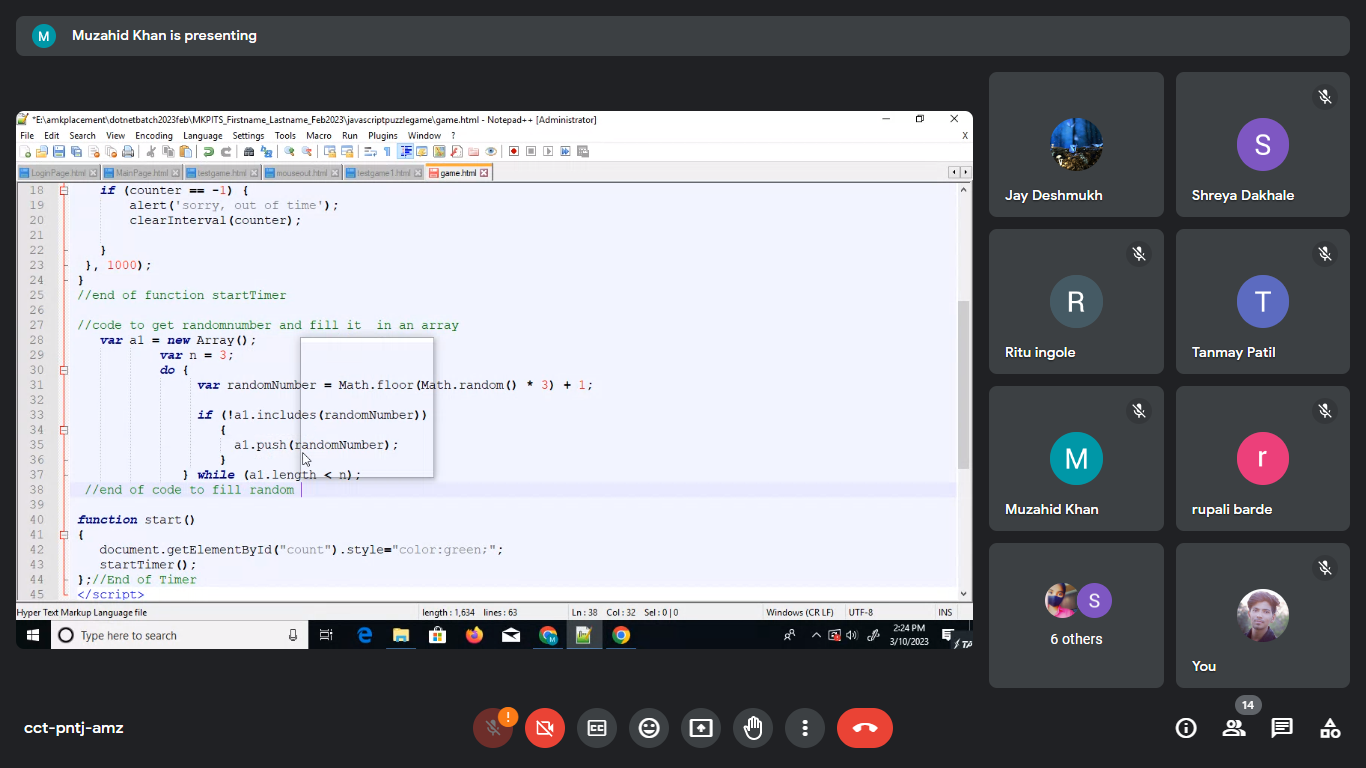 M Muzahid Khan is presenting
*E:\amkplacement\dotnetbatch2023feb\MKPITS_Firstname_Lastname_Feb2023\javascriptpuzzlegame\game.html - Notepad++ [Administrator]
File Edit Search View Encoding Language Settings Tools Macro Run Plugins Window ? X
LoginPage.html MainPage.html testgame.html mouseout.html testgame1.html game.html
18 if (counter == -1) {
19 alert('sorry, out of time');
20 clearInterval(counter);
21
22 }
23 }, 1000);
24 }
25 //end of function startTimer
26
27 //code to get randomnumber and fill it in an array
28 var a1 = new Array();
29 var n = 3;
30 do {
31 var randomNumber = Math.floor(Math.random() * 3) + 1;
32
33 if (!a1.includes(randomNumber))
34 {
35 a1.push(randomNumber);
36 }
37 } while (a1.length < n);
38 //end of code to fill random
39
40 function start()
41 {
42 document.getElementById("count").style="color:green;";
43 startTimer();
44 };//End of Timer
45 </script>
Hyper Text Markup Language file length : 1,634 lines : 63 Ln : 38 Col : 32 Sel : 0 | 0 Windows (CR LF) UTF-8 INS
Type here to search
2:24 PM
3/10/2023
Jay Deshmukh
S
Shreya Dakhale
R
Ritu ingole
T
Tanmay Patil
M
Muzahid Khan
r
rupali barde
S
6 others
You
cct-pntj-amz
!
CC
14